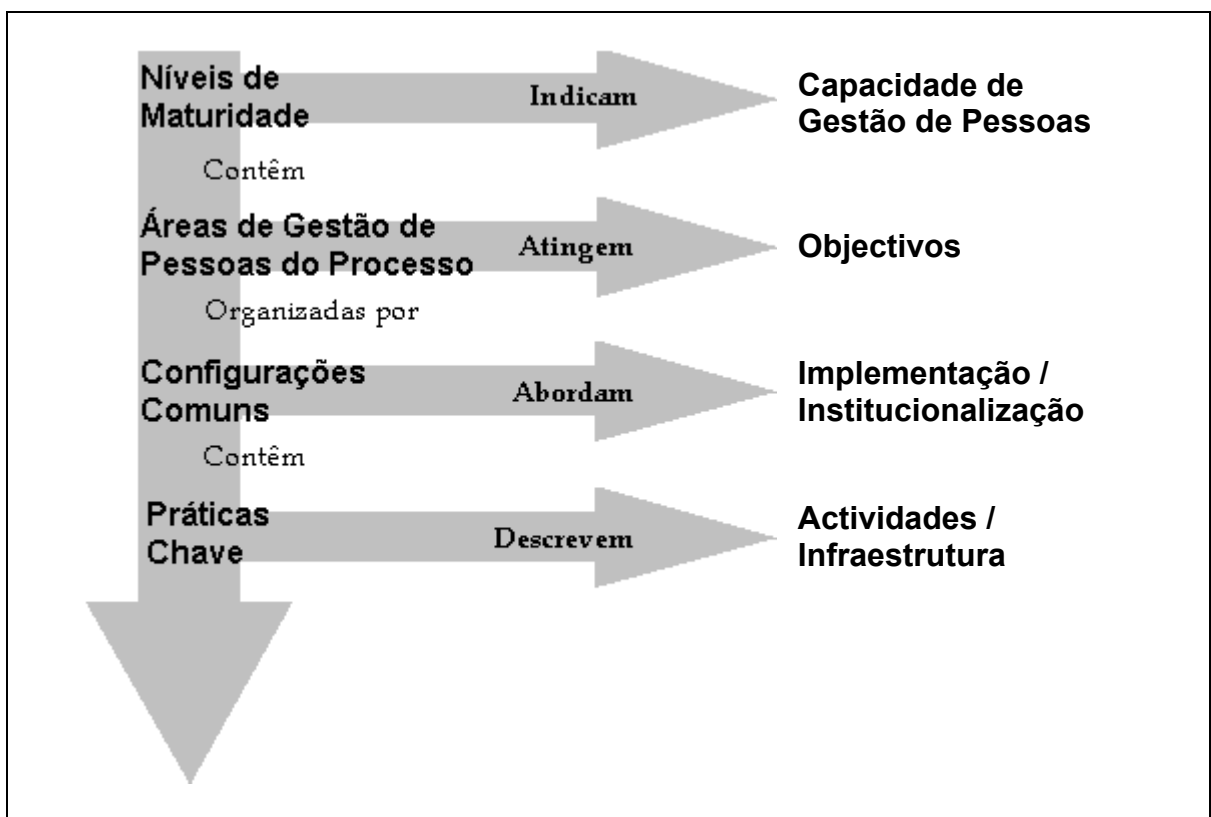 Níveis de
Maturidade
Indicam
Capacidade de
Gestão de Pessoas
Contêm
Áreas de Gestão de
Pessoas do Processo
Atingem
Objectivos
Organizadas por
Configurações
Comuns
Abordam
Implementação /
Institucionalização
Contêm
Práticas
Chave
Descrevem
Actividades /
Infraestrutura